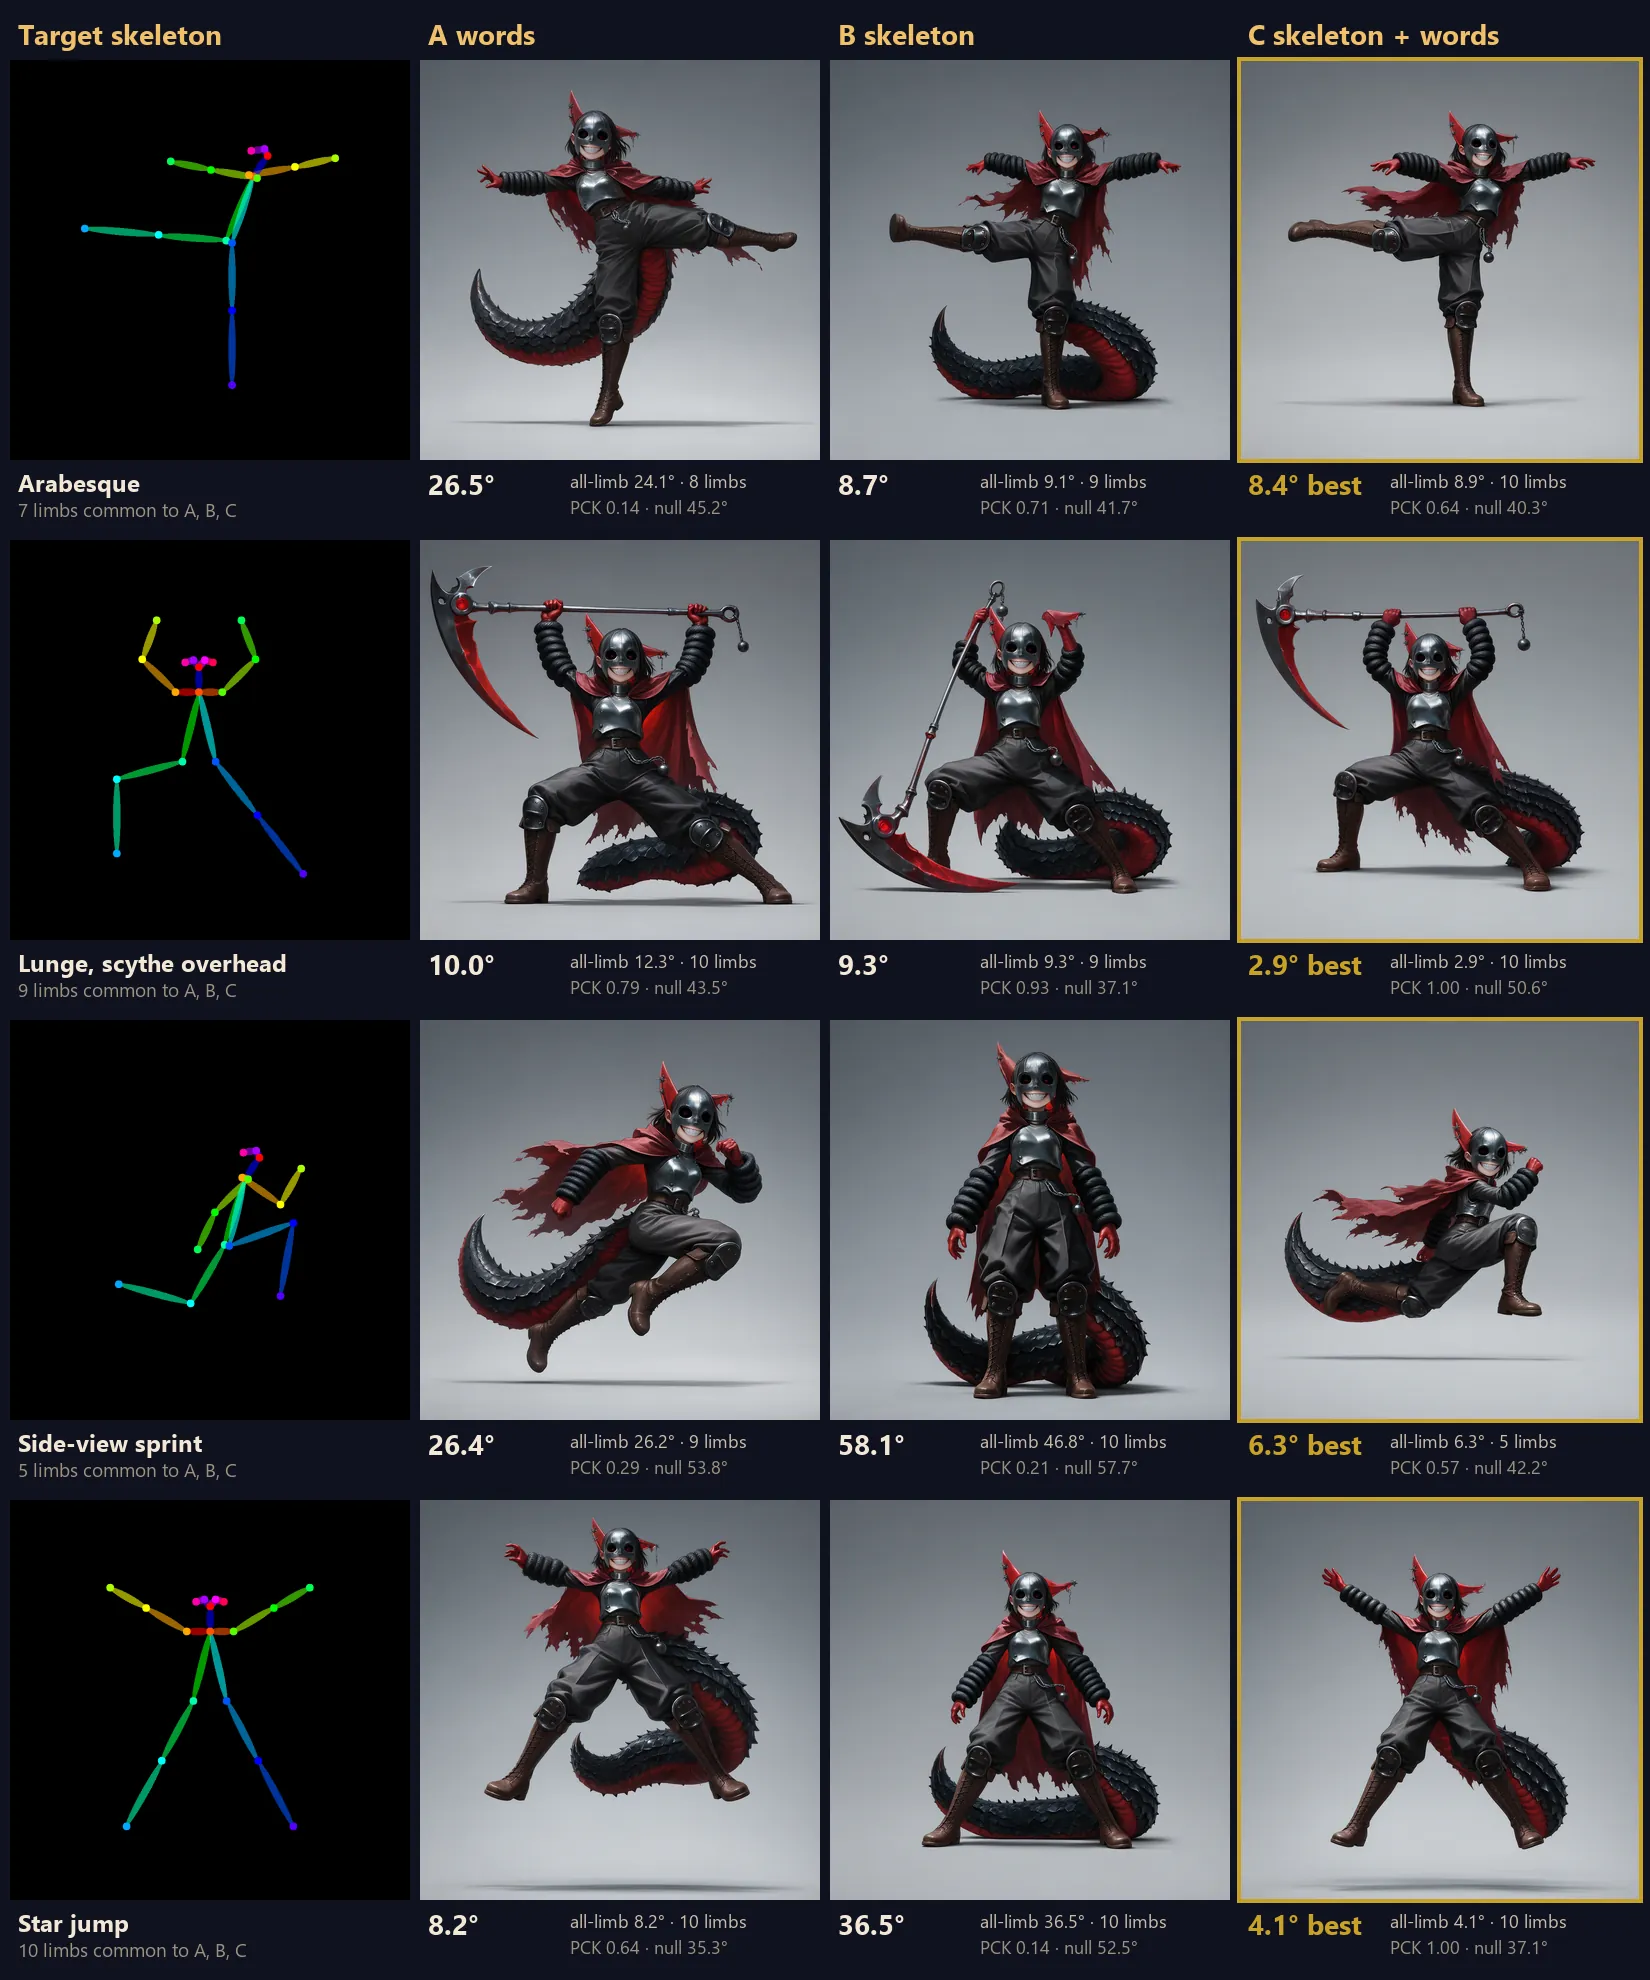 Target skeleton
A words
B skeleton
C skeleton + words
Arabesque
7 limbs common to A, B, C
26.5°
all-limb 24.1° · 8 limbs
PCK 0.14 · null 45.2°
8.7°
all-limb 9.1° · 9 limbs
PCK 0.71 · null 41.7°
8.4° best
all-limb 8.9° · 10 limbs
PCK 0.64 · null 40.3°
Lunge, scythe overhead
9 limbs common to A, B, C
10.0°
all-limb 12.3° · 10 limbs
PCK 0.79 · null 43.5°
9.3°
all-limb 9.3° · 9 limbs
PCK 0.93 · null 37.1°
2.9° best
all-limb 2.9° · 10 limbs
PCK 1.00 · null 50.6°
Side-view sprint
5 limbs common to A, B, C
26.4°
all-limb 26.2° · 9 limbs
PCK 0.29 · null 53.8°
58.1°
all-limb 46.8° · 10 limbs
PCK 0.21 · null 57.7°
6.3° best
all-limb 6.3° · 5 limbs
PCK 0.57 · null 42.2°
Star jump
10 limbs common to A, B, C
8.2°
all-limb 8.2° · 10 limbs
PCK 0.64 · null 35.3°
36.5°
all-limb 36.5° · 10 limbs
PCK 0.14 · null 52.5°
4.1° best
all-limb 4.1° · 10 limbs
PCK 1.00 · null 37.1°